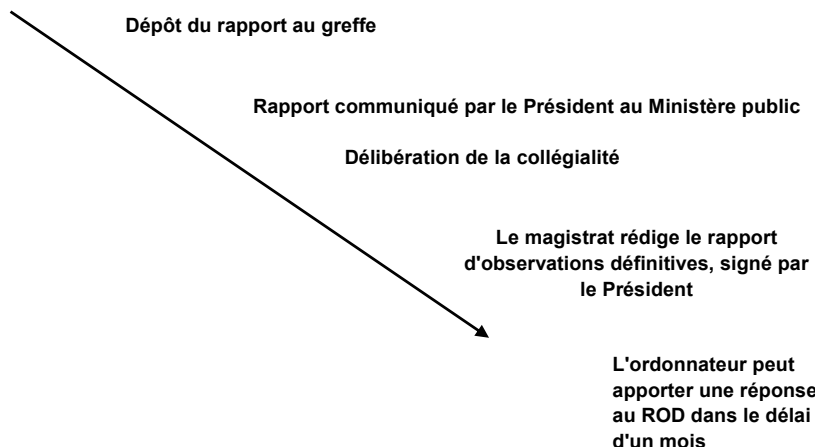 Dépôt du rapport au greffe
Rapport communiqué par le Président au Ministère public
Délibération de la collégialité
Le magistrat rédige le rapport
d'observations définitives, signé par
le Président
L'ordonnateur peut
apporter une réponse
au ROD dans le délai
d'un mois